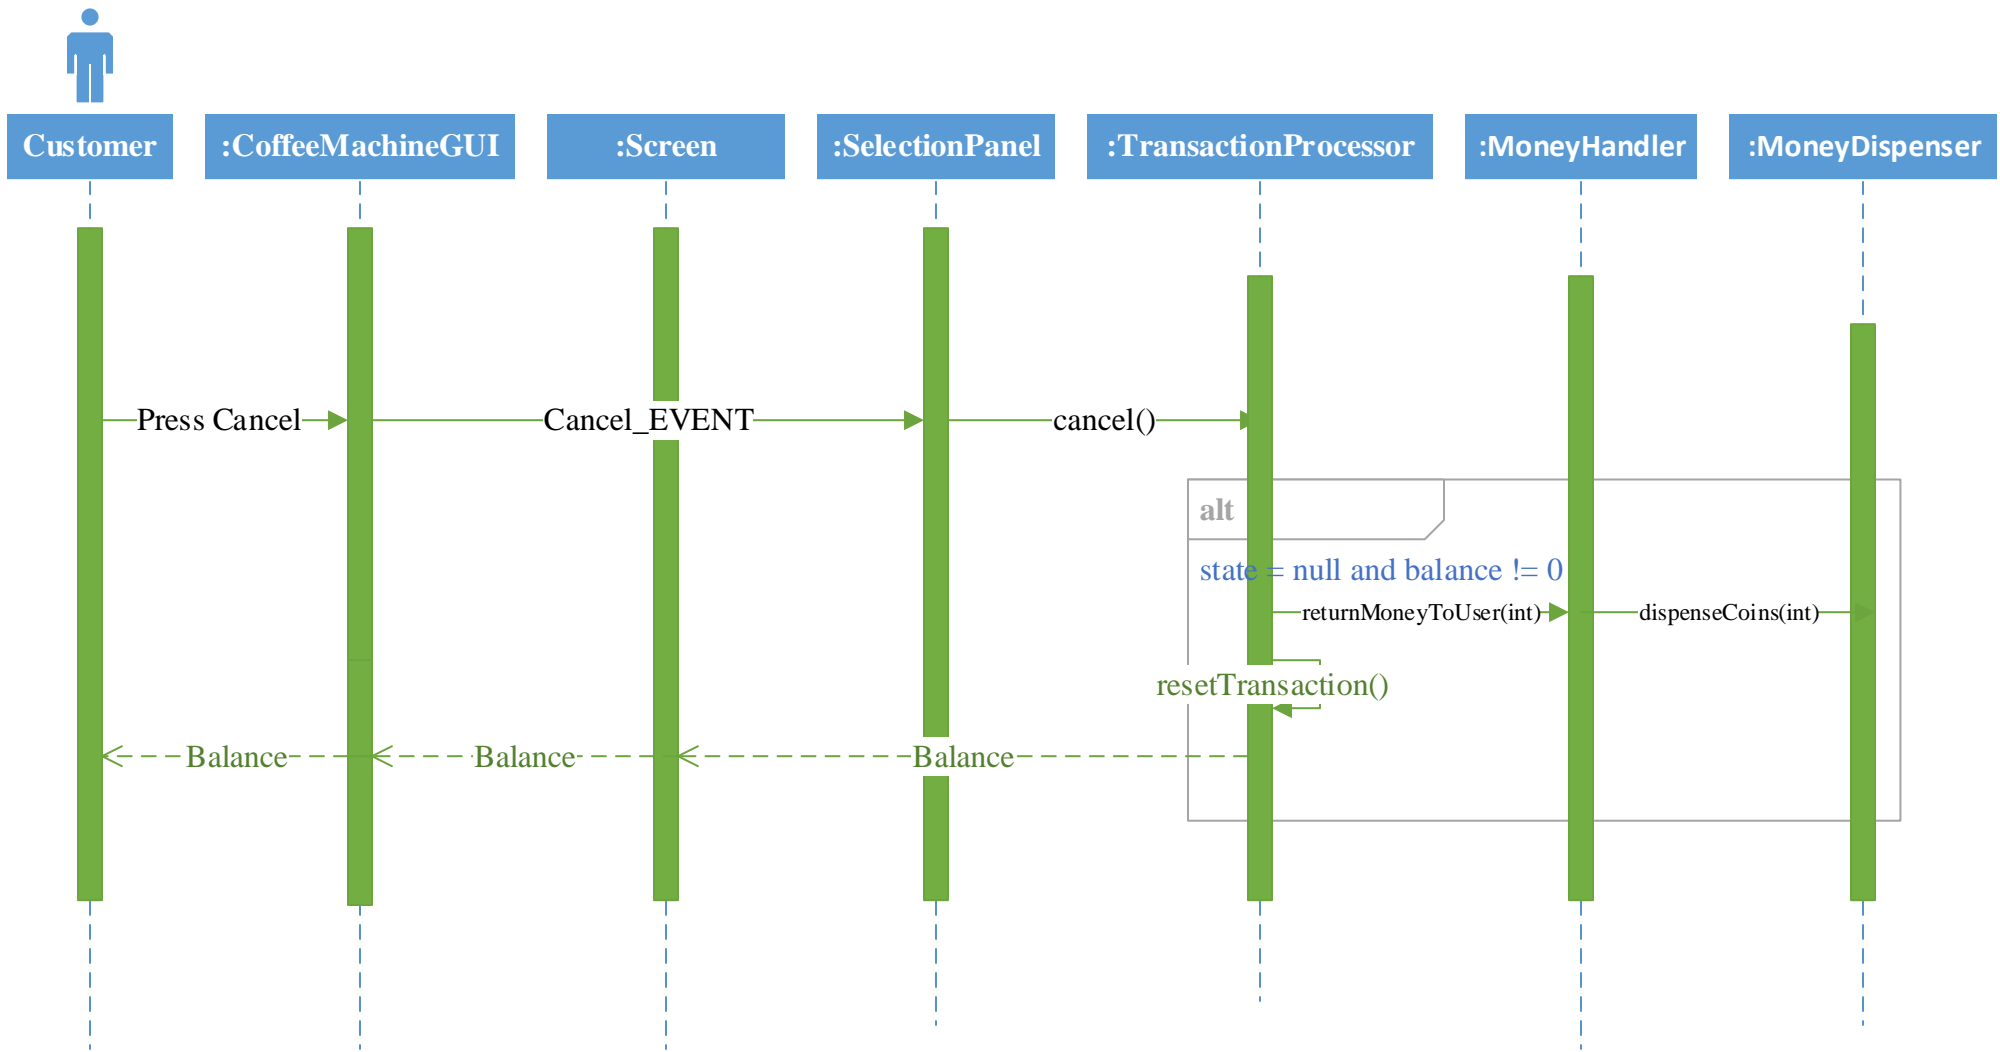 Customer
:CoffeeMachineGUI
:Screen
:SelectionPanel
:TransactionProcessor
:MoneyHandler
:MoneyDispenser
Press Cancel
Cancel_EVENT
cancel()
alt
state = null and balance != 0
returnMoneyToUser(int)
dispenseCoins(int)
resetTransaction()
Balance
Balance
Balance